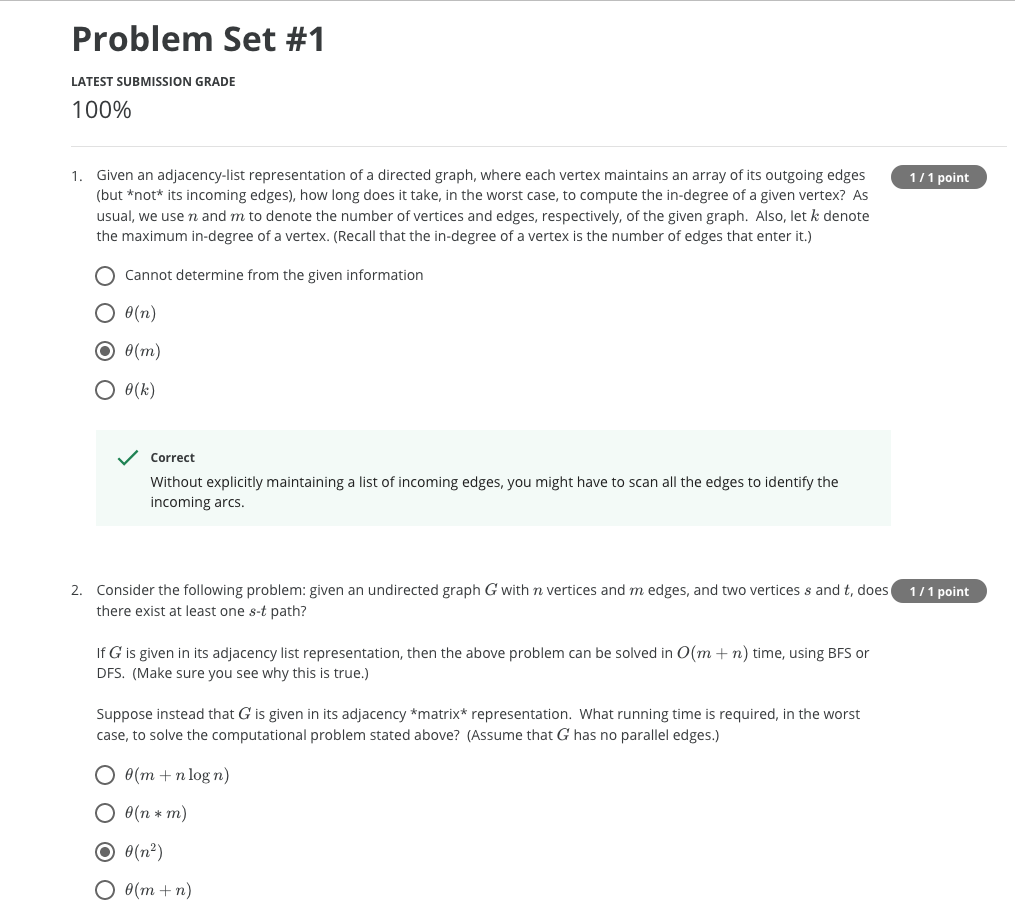 Problem Set #1
LATEST SUBMISSION GRADE
100%
1. Given an adjacency-list representation of a directed graph, where each vertex maintains an array of its outgoing edges
1 / 1 point
(but *not* its incoming edges), how long does it take, in the worst case, to compute the in-degree of a given vertex? As
usual, we use n and m to denote the number of vertices and edges, respectively, of the given graph. Also, let k denote
the maximum in-degree of a vertex. (Recall that the in-degree of a vertex is the number of edges that enter it.)
Cannot determine from the given information
θ(n)
θ(m)
θ(k)
Correct
Without explicitly maintaining a list of incoming edges, you might have to scan all the edges to identify the
incoming arcs.
2. Consider the following problem: given an undirected graph G with n vertices and m edges, and two vertices s and t, does
1 / 1 point
there exist at least one s-t path?
If G is given in its adjacency list representation, then the above problem can be solved in O(m + n) time, using BFS or
DFS. (Make sure you see why this is true.)
Suppose instead that G is given in its adjacency *matrix* representation. What running time is required, in the worst
case, to solve the computational problem stated above? (Assume that G has no parallel edges.)
θ(m + n log n)
θ(n * m)
θ(n²)
θ(m + n)